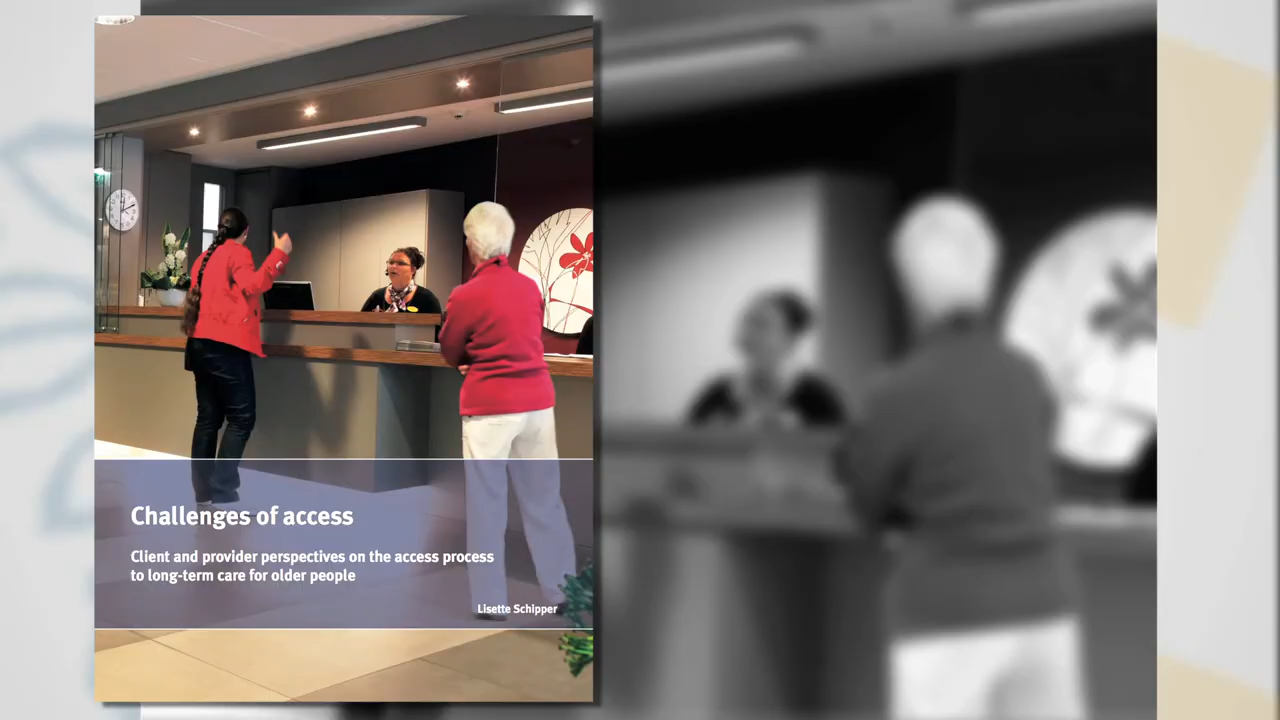 Challenges of access
Client and provider perspectives on the access process
to long-term care for older people
Lisette Schipper